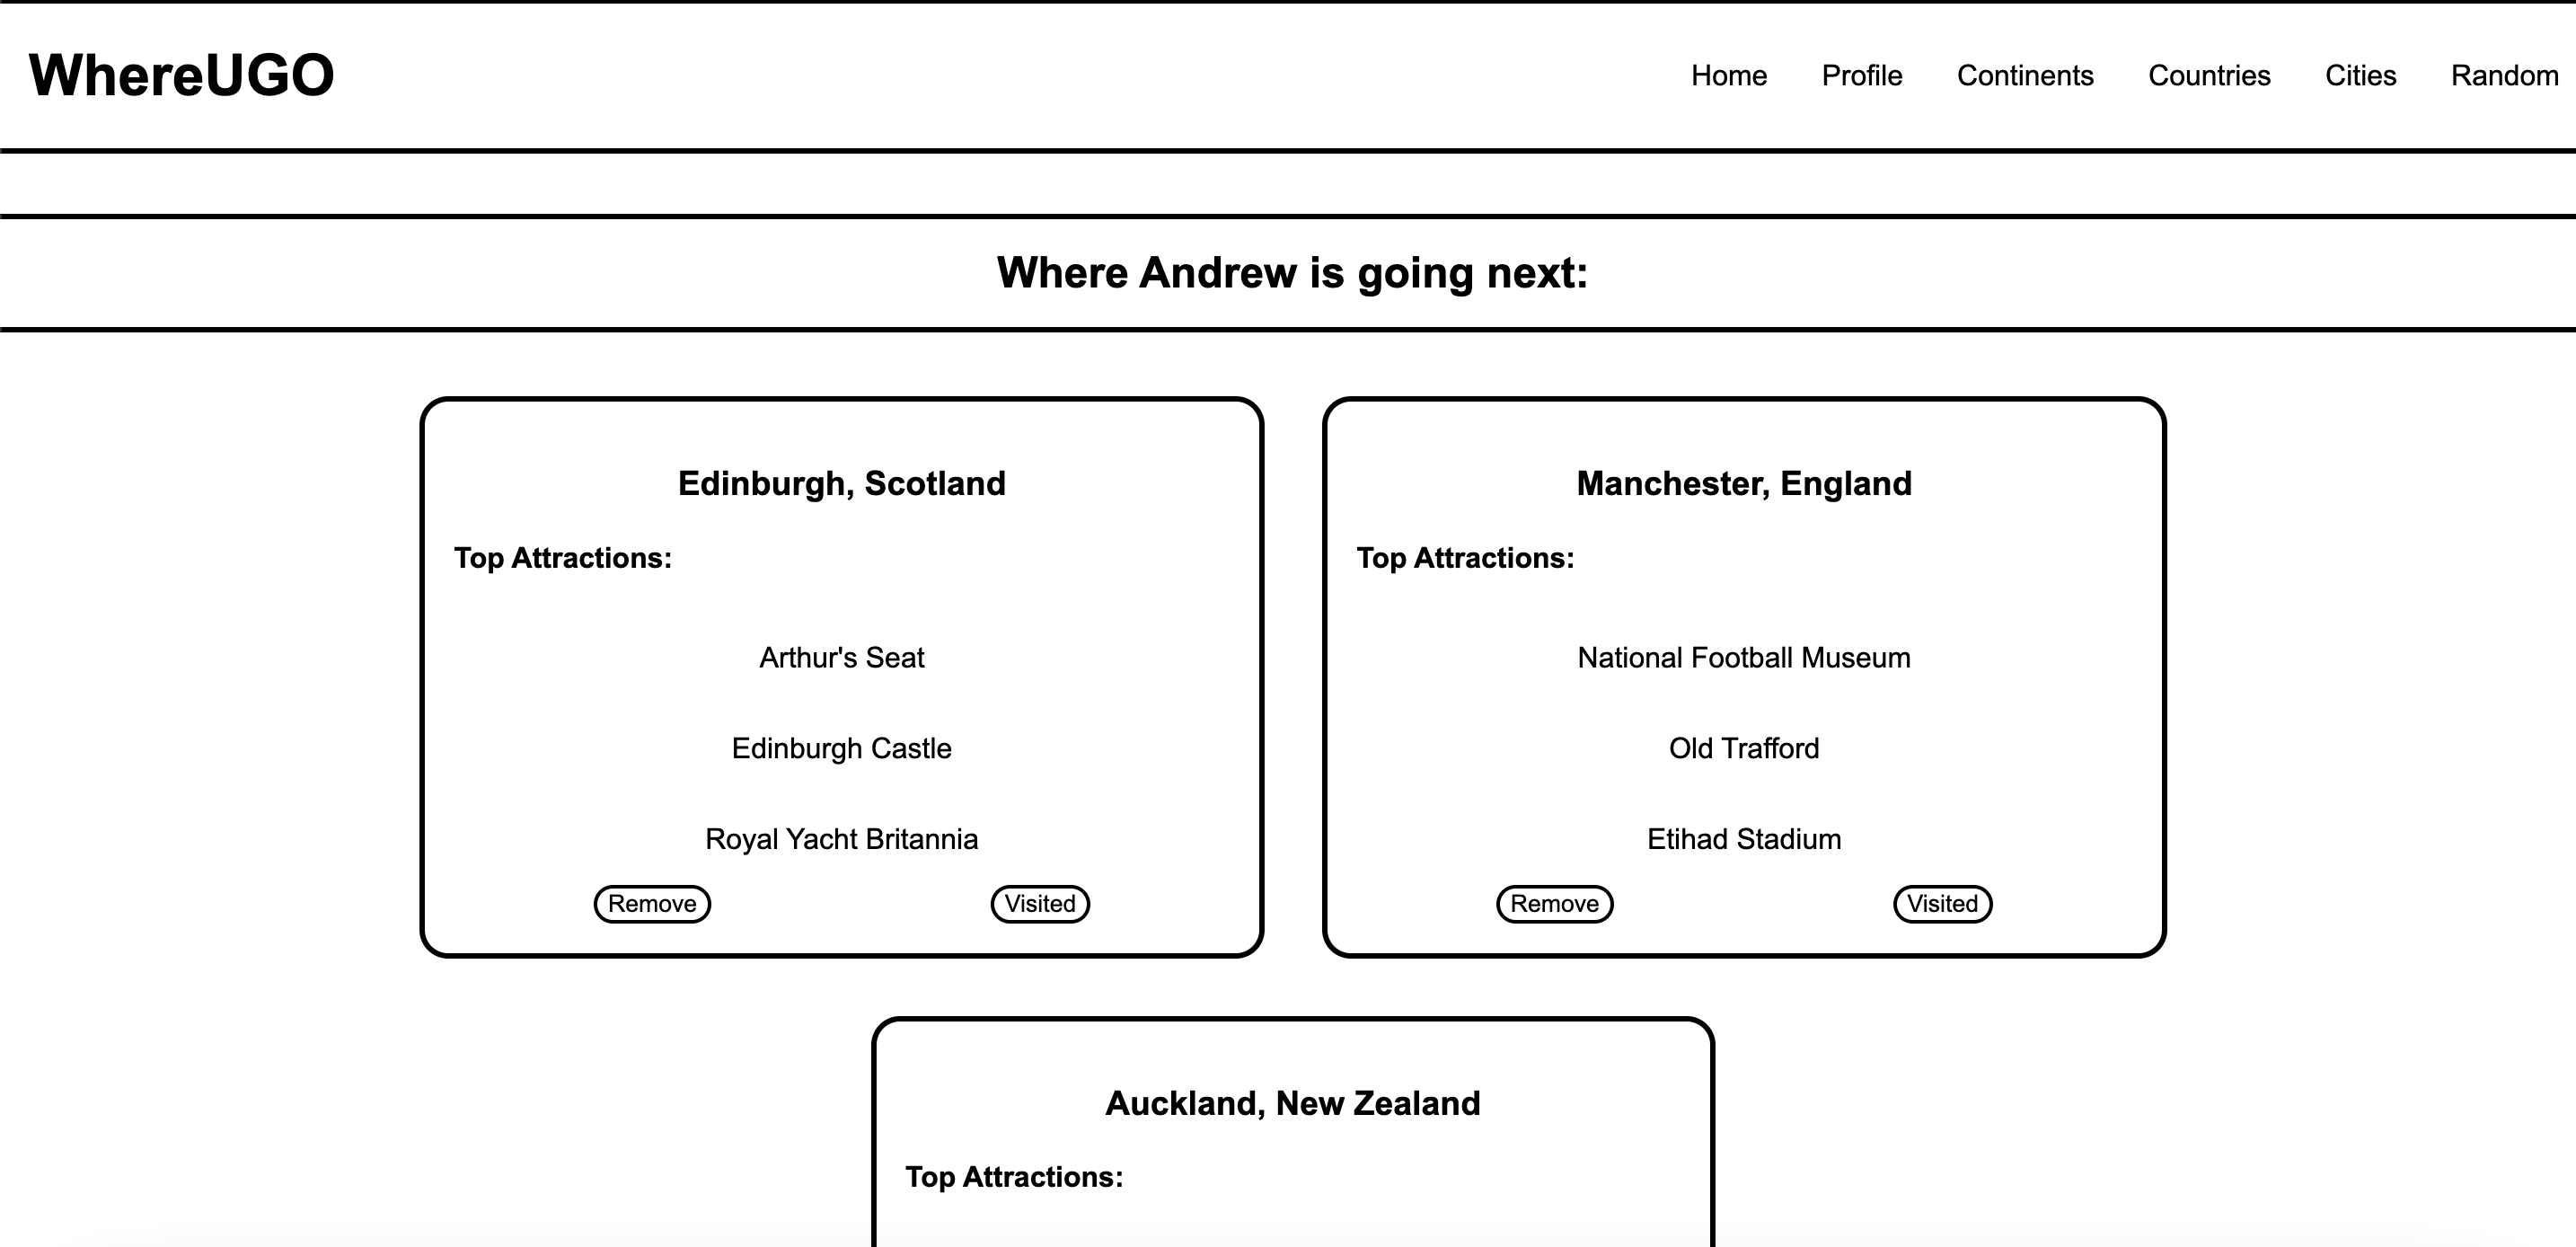 WhereUGO
Home Profile Continents Countries Cities Random
Where Andrew is going next:
Edinburgh, Scotland
Top Attractions:
Arthur's Seat
Edinburgh Castle
Royal Yacht Britannia
Remove Visited
Manchester, England
Top Attractions:
National Football Museum
Old Trafford
Etihad Stadium
Remove Visited
Auckland, New Zealand
Top Attractions: